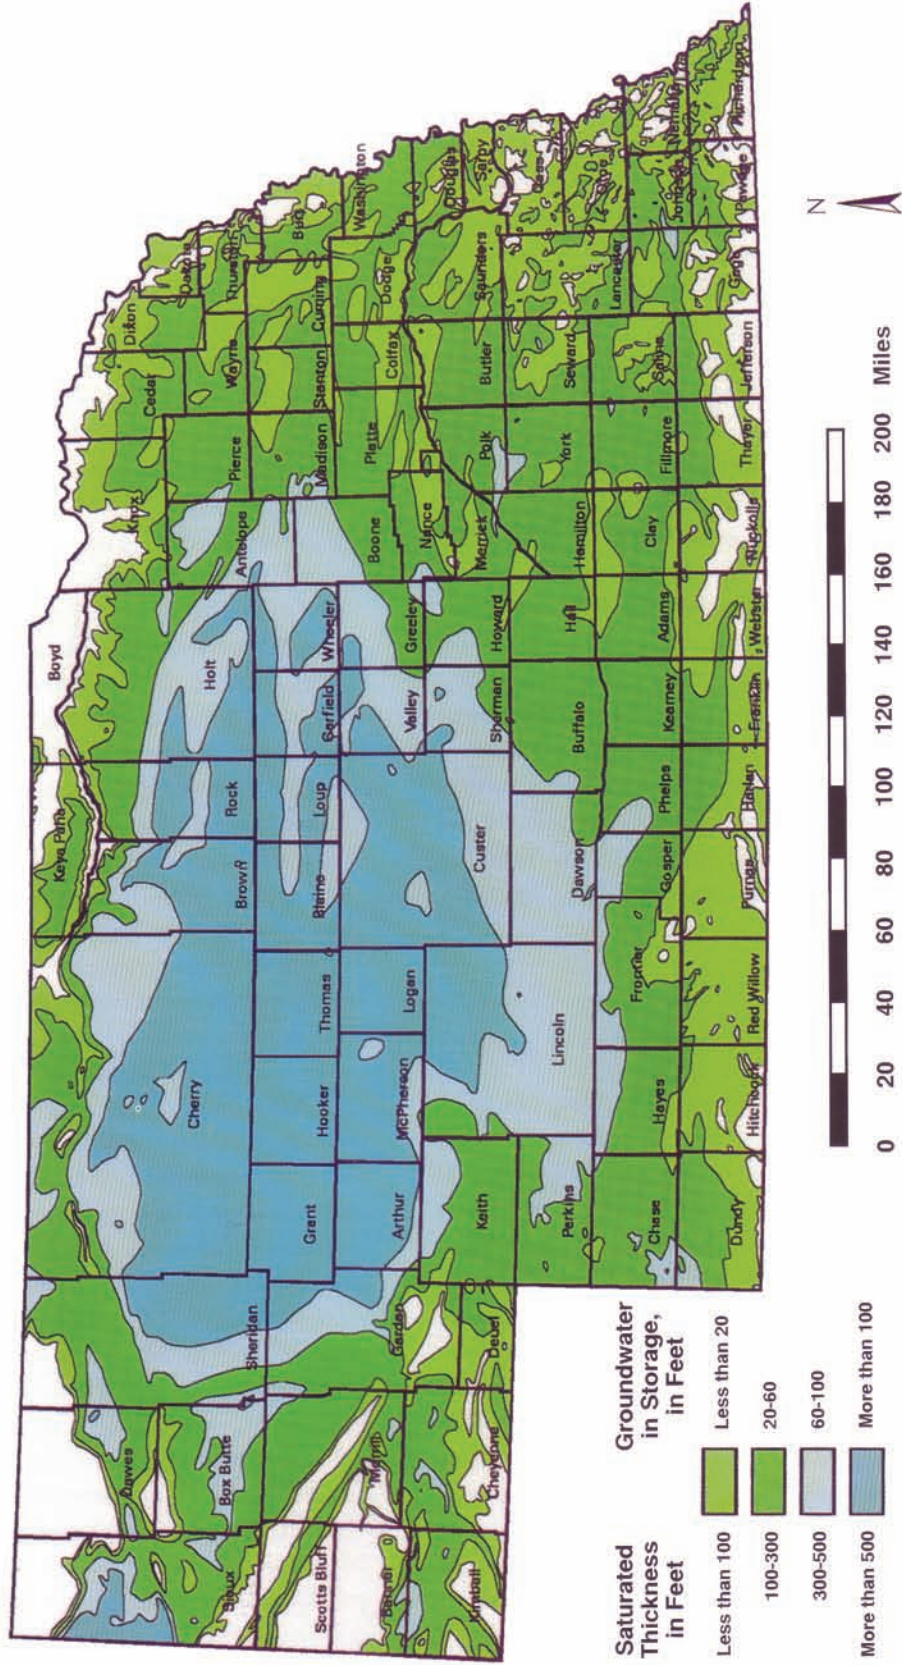 Sioux
Dawes
Box Butte
Scotts Bluff
Banner
Kimball
Morrill
Cheyenne
Sheridan
Garden
Deuel
Cherry
Grant
Hooker
Thomas
Arthur
McPherson
Logan
Keith
Perkins
Lincoln
Chase
Hayes
Frontier
Dundy
Hitchcock
Red Willow
Keya Paha
Boyd
Brown
Rock
Holt
Blaine
Loup
Garfield
Wheeler
Custer
Valley
Greeley
Sherman
Howard
Dawson
Buffalo
Hall
Gosper
Phelps
Kearney
Adams
Furnas
Harlan
Franklin
Webster
Knox
Cedar
Dixon
Dakota
Antelope
Pierce
Wayne
Thurston
Madison
Stanton
Cuming
Burt
Boone
Platte
Colfax
Dodge
Washington
Nance
Merrick
Polk
Butler
Saunders
Douglas
Sarpy
Hamilton
York
Seward
Lancaster
Cass
Otoe
Clay
Fillmore
Saline
Johnson
Nemaha
Nuckolls
Thayer
Jefferson
Gage
Pawnee
Richardson
Saturated
Thickness
in Feet
Groundwater
in Storage,
in Feet
Less than 100 Less than 20
100-300 20-60
300-500 60-100
More than 500 More than 100
0 20 40 60 80 100 120 140 160 180 200 Miles
N